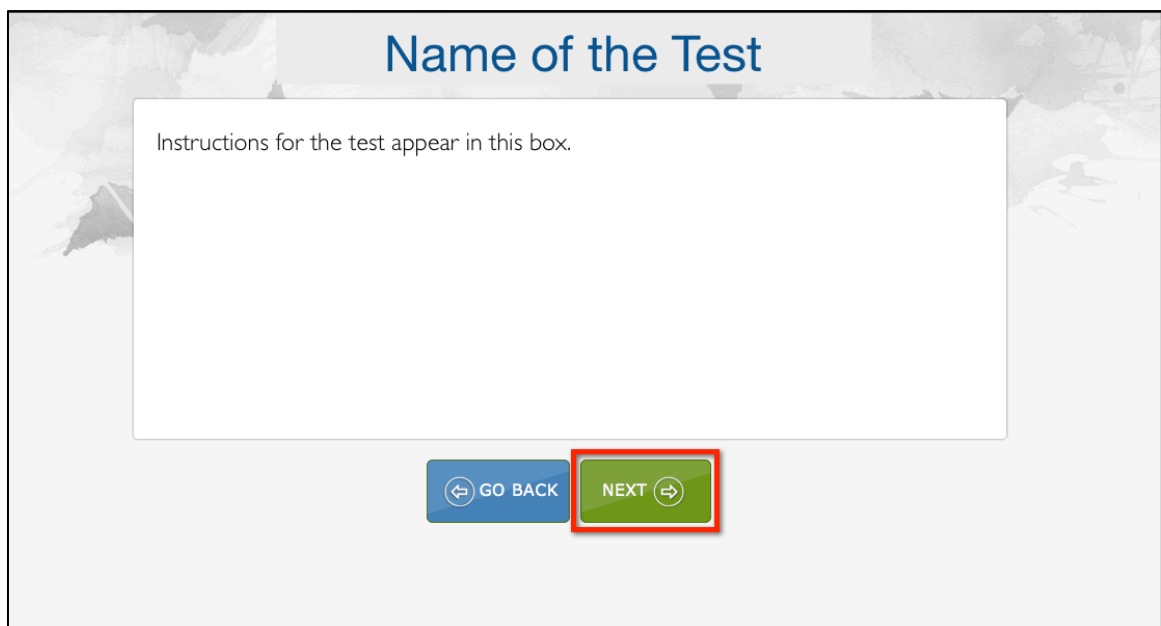 Name of the Test
Instructions for the test appear in this box.
GO BACK
NEXT